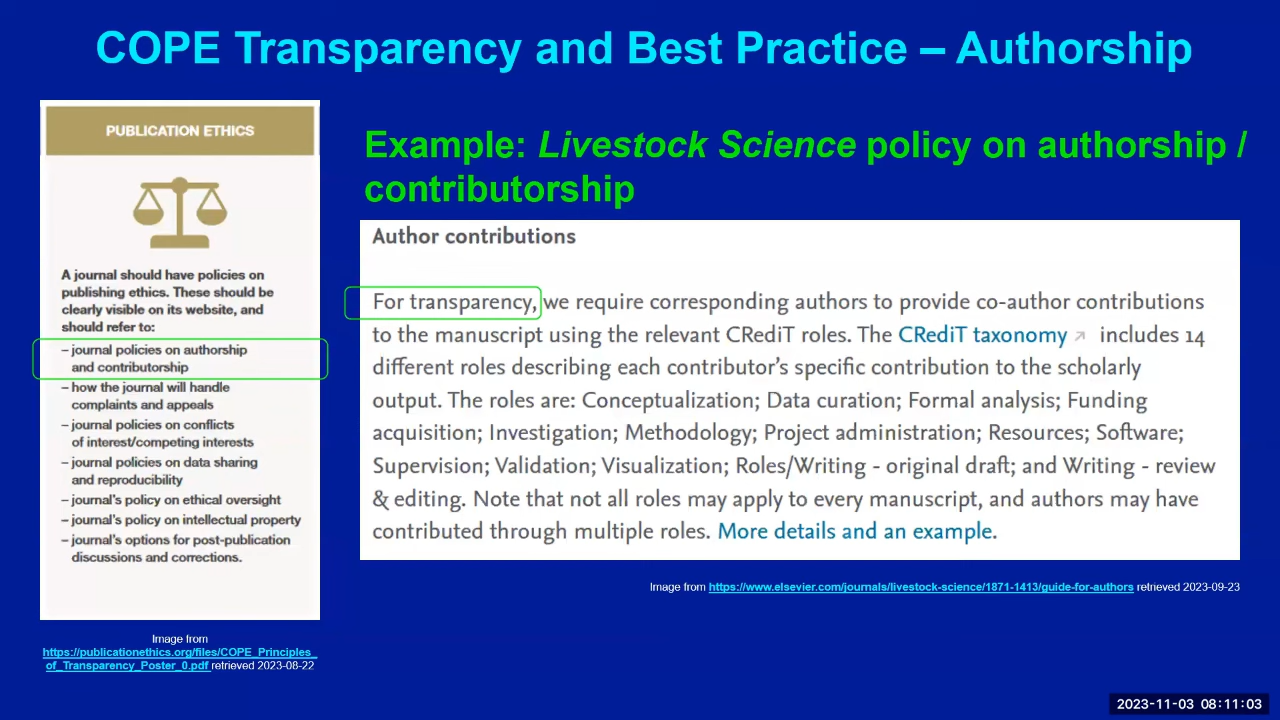 COPE Transparency and Best Practice – Authorship
PUBLICATION ETHICS
A journal should have policies on
publishing ethics. These should be
clearly visible on its website, and
should refer to:
– journal policies on authorship
and contributorship
– how the journal will handle
complaints and appeals
– journal policies on conflicts
of interest/competing interests
– journal policies on data sharing
and reproducibility
– journal's policy on ethical oversight
– journal's policy on intellectual property
– journal's options for post-publication
discussions and corrections.
Image from
https://publicationethics.org/files/COPE_Principles_
of_Transparency_Poster_0.pdf retrieved 2023-08-22
Example: Livestock Science policy on authorship /
contributorship
Author contributions
For transparency, we require corresponding authors to provide co-author contributions
to the manuscript using the relevant CRediT roles. The CRediT taxonomy includes 14
different roles describing each contributor's specific contribution to the scholarly
output. The roles are: Conceptualization; Data curation; Formal analysis; Funding
acquisition; Investigation; Methodology; Project administration; Resources; Software;
Supervision; Validation; Visualization; Roles/Writing - original draft; and Writing - review
& editing. Note that not all roles may apply to every manuscript, and authors may have
contributed through multiple roles. More details and an example.
Image from https://www.elsevier.com/journals/livestock-science/1871-1413/guide-for-authors retrieved 2023-09-23
2023-11-03 08:11:03